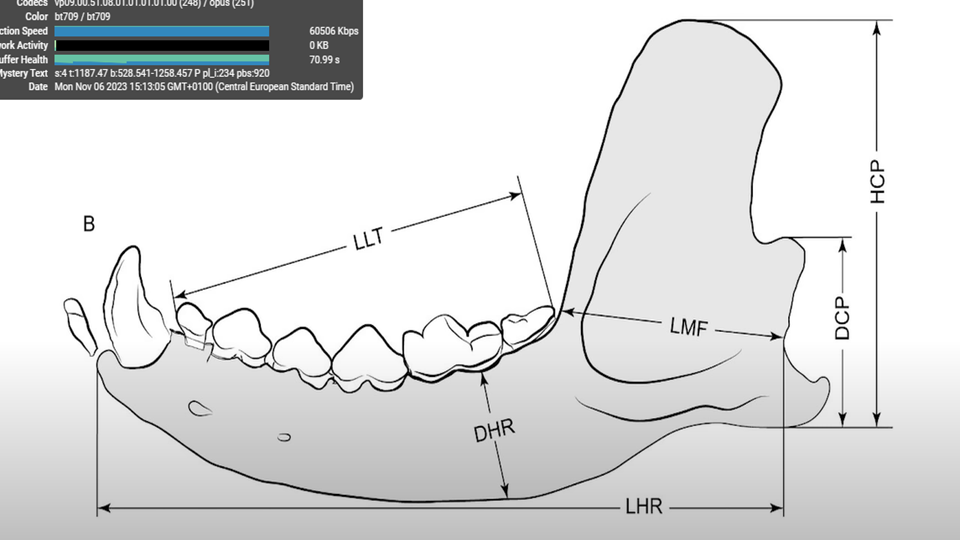 Codecs vp09.00.51.08.01.01.01.01.00 (248) / opus (251)
Color bt709 / bt709
ction Speed 60506 Kbps
work Activity 0 KB
uffer Health 70.99 s
Mystery Text s:4 t:1187.47 b:528.541-1258.457 P pl_i:234 pbs:920
Date Mon Nov 06 2023 15:13:05 GMT+0100 (Central European Standard Time)
B
LLT
HCP
LMF
DCP
DHR
LHR